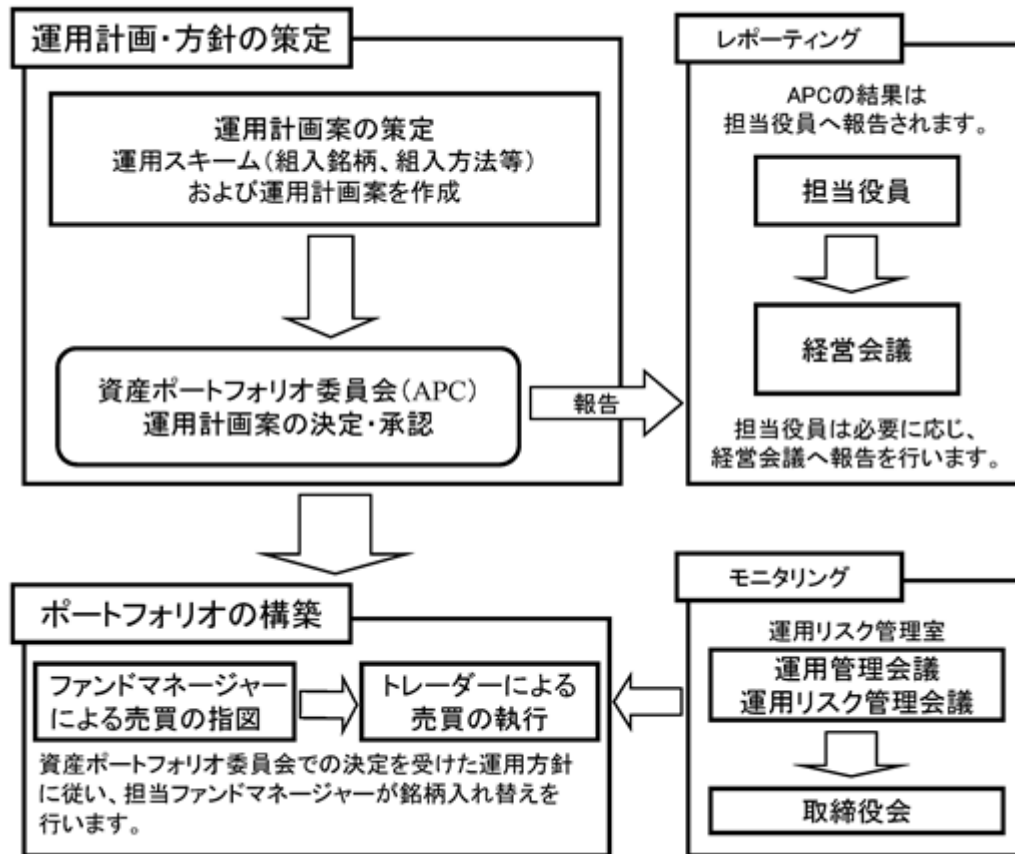 運用計画・方針の策定
運用計画案の策定
運用スキーム(組入銘柄、組入方法等)
および運用計画案を作成
資産ポートフォリオ委員会(APC)
運用計画案の決定・承認
報告
レポーティング
APCの結果は
担当役員へ報告されます。
担当役員
経営会議
担当役員は必要に応じ、
経営会議へ報告を行います。
ポートフォリオの構築
ファンドマネージャー
による売買の指図
トレーダーによる
売買の執行
資産ポートフォリオ委員会での決定を受けた運用方針
に従い、担当ファンドマネージャーが銘柄入れ替えを
行います。
モニタリング
運用リスク管理室
運用管理会議
運用リスク管理会議
取締役会